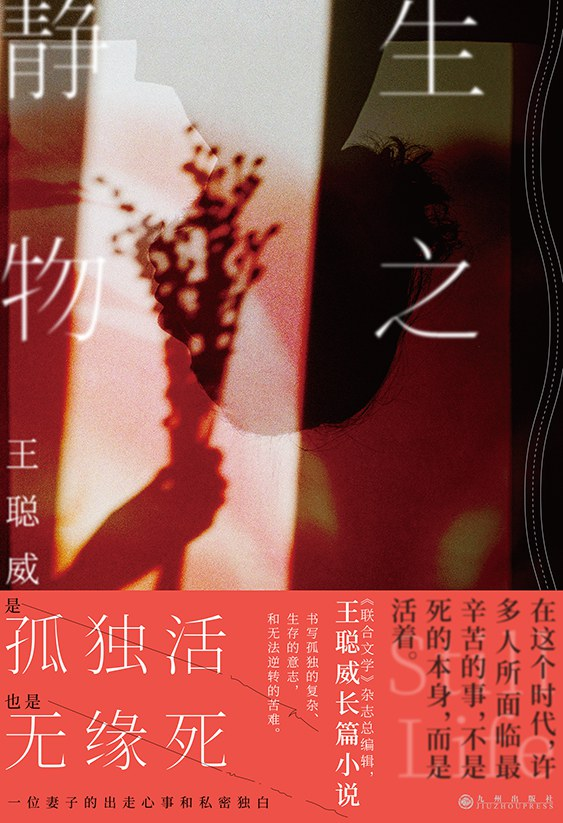 生之
静物
王聪威
在这个时代，许
多人所面临最
辛苦的事，不是
死的本身，而是
活着。
Still
Life
《联合文学》杂志总编辑，
王聪威长篇小说
书写孤独的复杂、
生存的意志，
和无法逆转的苦难。
是
孤独活
也是
无缘死
一位妻子的出走心事和私密独白
九州出版社
JIUZHOUPRESS